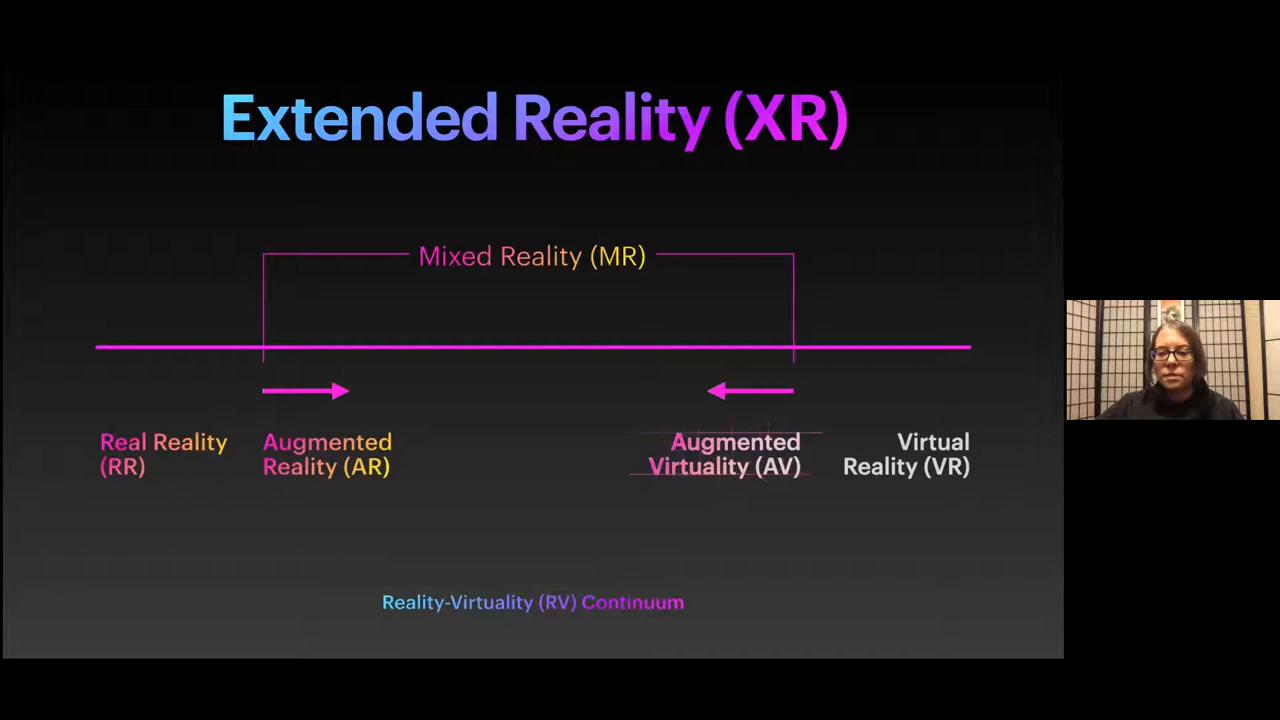 Extended Reality (XR)
Mixed Reality (MR)
Real Reality
(RR)
Augmented
Reality (AR)
Augmented
Virtuality (AV)
Virtual
Reality (VR)
Reality-Virtuality (RV) Continuum